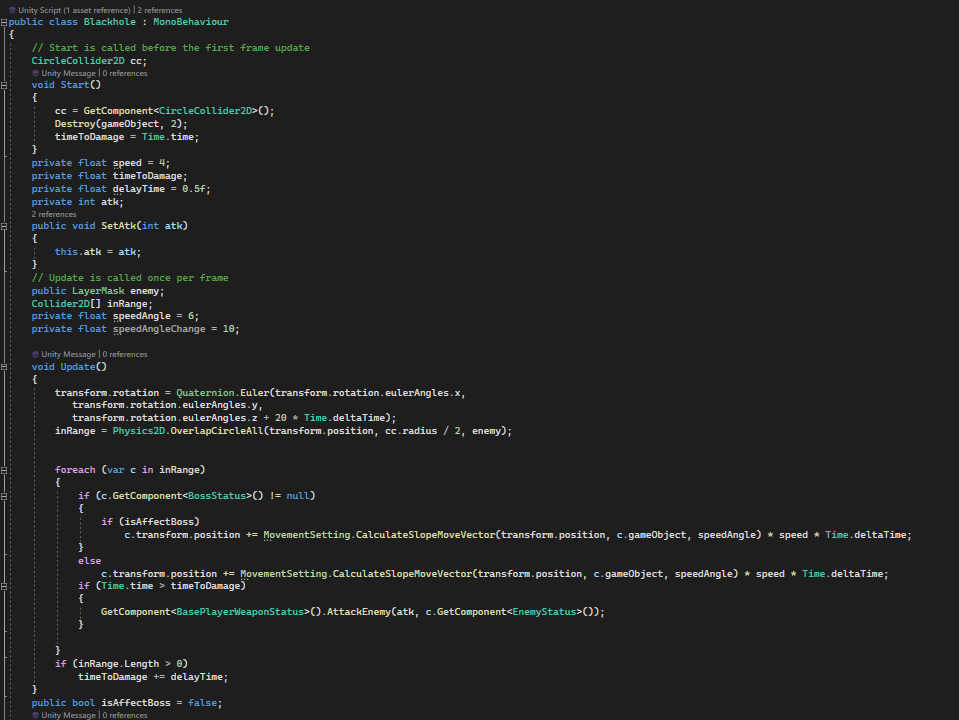 Unity Script (1 asset reference) | 2 references
public class Blackhole : MonoBehaviour
{
// Start is called before the first frame update
CircleCollider2D cc;
Unity Message | 0 references
void Start()
{
cc = GetComponent<CircleCollider2D>();
Destroy(gameObject, 2);
timeToDamage = Time.time;
}
private float speed = 4;
private float timeToDamage;
private float delayTime = 0.5f;
private int atk;
2 references
public void SetAtk(int atk)
{
this.atk = atk;
}
// Update is called once per frame
public LayerMask enemy;
Collider2D[] inRange;
private float speedAngle = 6;
private float speedAngleChange = 10;
Unity Message | 0 references
void Update()
{
transform.rotation = Quaternion.Euler(transform.rotation.eulerAngles.x,
transform.rotation.eulerAngles.y,
transform.rotation.eulerAngles.z + 20 * Time.deltaTime);
inRange = Physics2D.OverlapCircleAll(transform.position, cc.radius / 2, enemy);
foreach (var c in inRange)
{
if (c.GetComponent<BossStatus>() != null)
{
if (isAffectBoss)
c.transform.position += MovementSetting.CalculateSlopeMoveVector(transform.position, c.gameObject, speedAngle) * speed * Time.deltaTime;
}
else
c.transform.position += MovementSetting.CalculateSlopeMoveVector(transform.position, c.gameObject, speedAngle) * speed * Time.deltaTime;
if (Time.time > timeToDamage)
{
GetComponent<BasePlayerWeaponStatus>().AttackEnemy(atk, c.GetComponent<EnemyStatus>());
}
}
if (inRange.Length > 0)
timeToDamage += delayTime;
}
public bool isAffectBoss = false;
Unity Message | 0 references